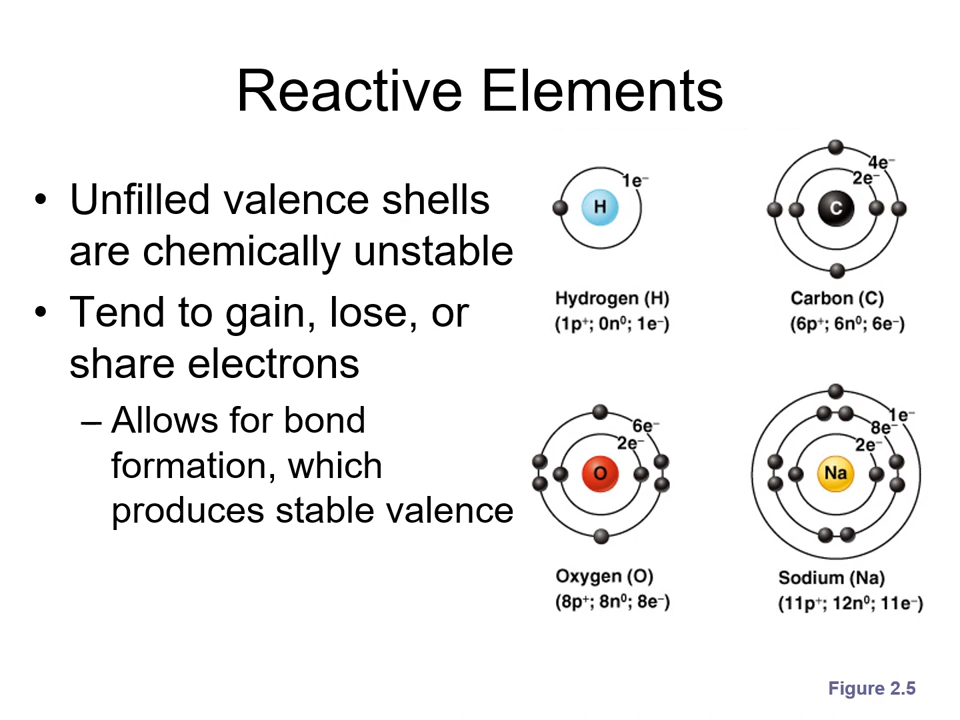 Reactive Elements
• Unfilled valence shells
are chemically unstable
• Tend to gain, lose, or
share electrons
– Allows for bond
formation, which
produces stable valence
1e⁻
H
Hydrogen (H)
(1p⁺; 0n⁰; 1e⁻)
4e⁻
2e⁻
C
Carbon (C)
(6p⁺; 6n⁰; 6e⁻)
6e⁻
2e⁻
O
Oxygen (O)
(8p⁺; 8n⁰; 8e⁻)
1e⁻
8e⁻
2e⁻
Na
Sodium (Na)
(11p⁺; 12n⁰; 11e⁻)
Figure 2.5